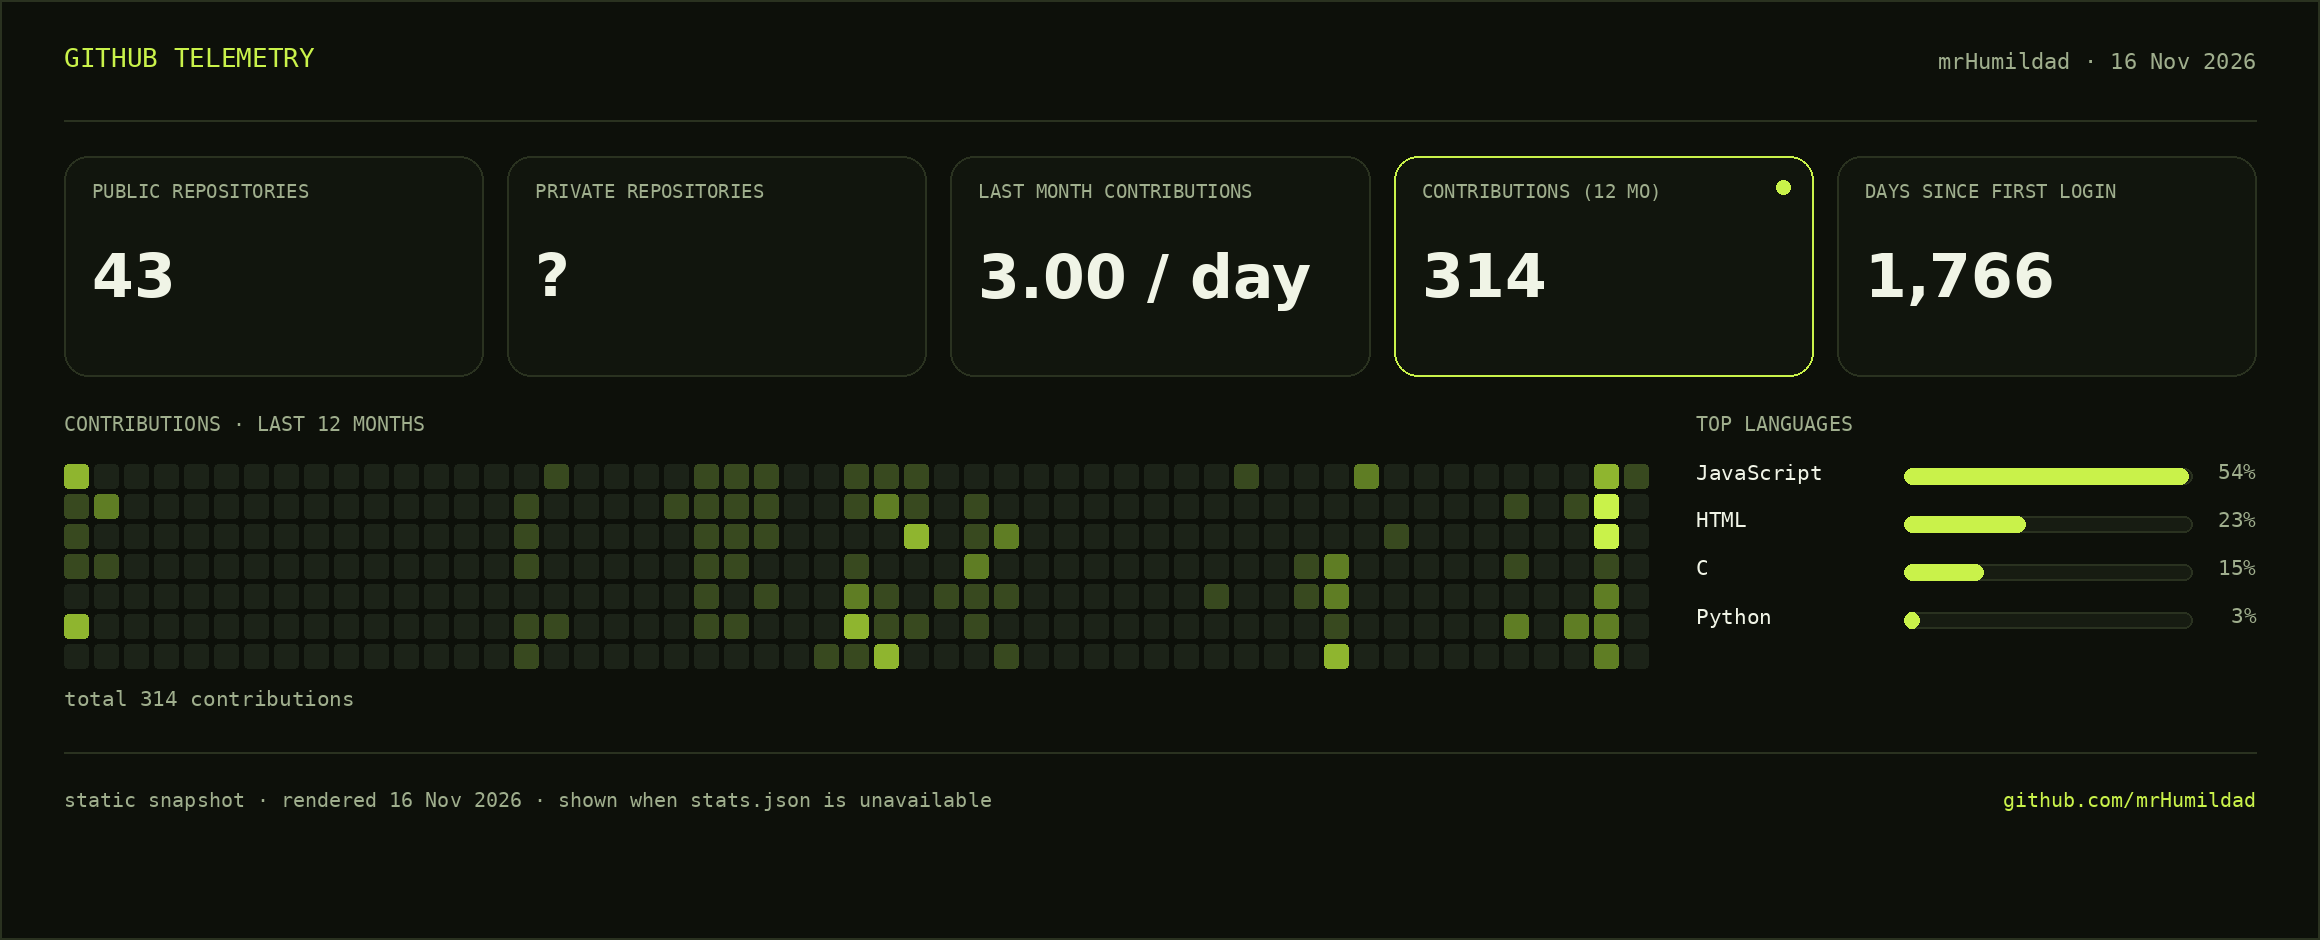 GITHUB TELEMETRY
mrHumildad · 16 Nov 2026
PUBLIC REPOSITORIES
43
PRIVATE REPOSITORIES
?
LAST MONTH CONTRIBUTIONS
3.00 / day
CONTRIBUTIONS (12 MO)
314
DAYS SINCE FIRST LOGIN
1,766
CONTRIBUTIONS · LAST 12 MONTHS
total 314 contributions
TOP LANGUAGES
JavaScript 54%
HTML 23%
C 15%
Python 3%
static snapshot · rendered 16 Nov 2026 · shown when stats.json is unavailable
github.com/mrHumildad